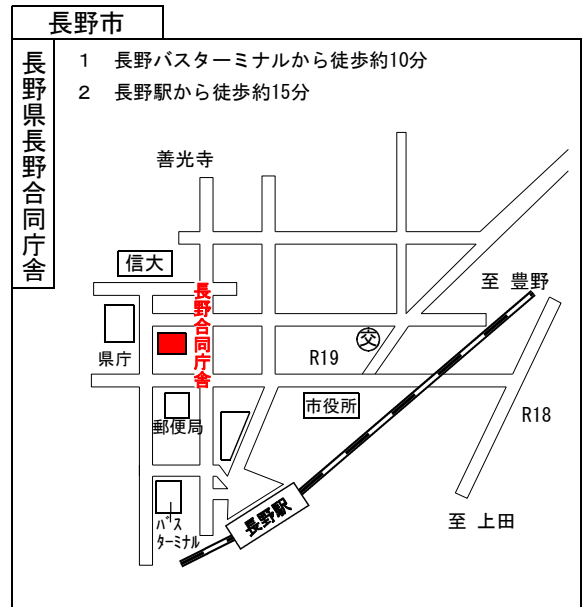 長野市
長野県長野合同庁舎
1 長野バスターミナルから徒歩約10分
2 長野駅から徒歩約15分
善光寺
信大
至 豊野
長野合同庁舎
県庁
交
R19
市役所
R18
郵便局
至 上田
長野駅
バス
ターミナル